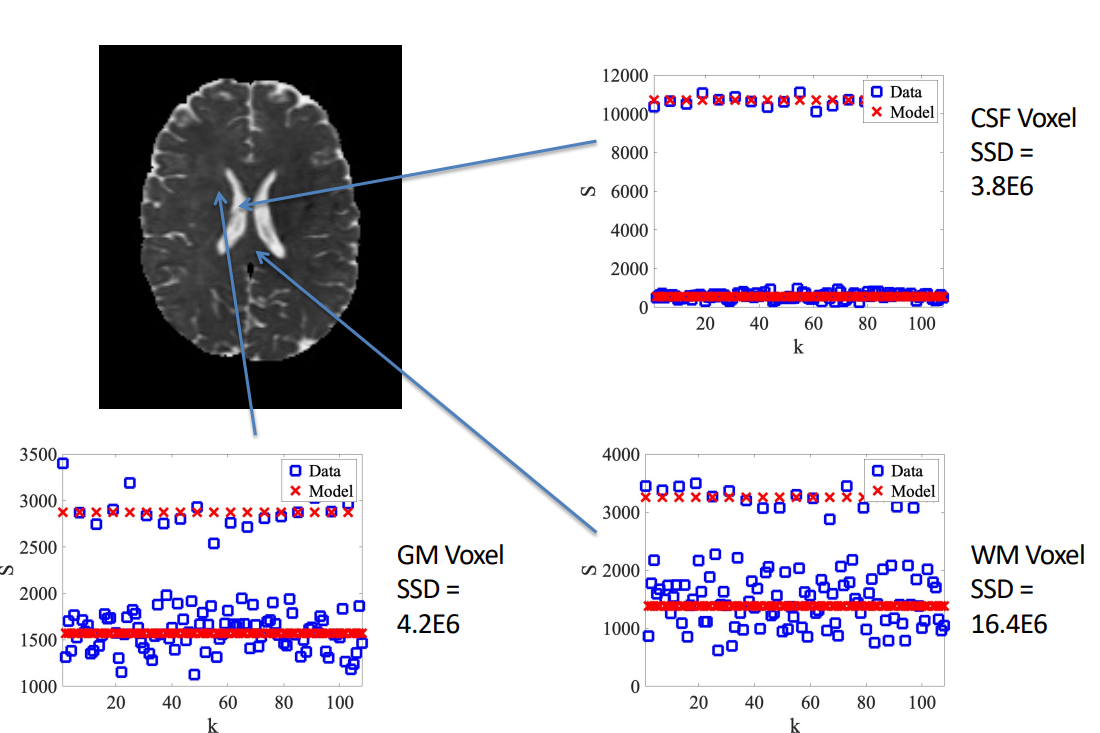 12000
10000
8000
6000
4000
2000
0
S
20 40 60 80 100
k
Data
Model
CSF Voxel
SSD =
3.8E6
3500
3000
2500
2000
1500
1000
S
20 40 60 80 100
k
Data
Model
GM Voxel
SSD =
4.2E6
4000
3000
2000
1000
0
S
20 40 60 80 100
k
Data
Model
WM Voxel
SSD =
16.4E6